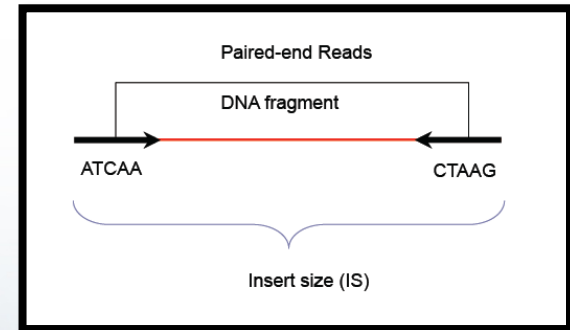 Paired-end Reads
DNA fragment
ATCAA
CTAAG
Insert size (IS)